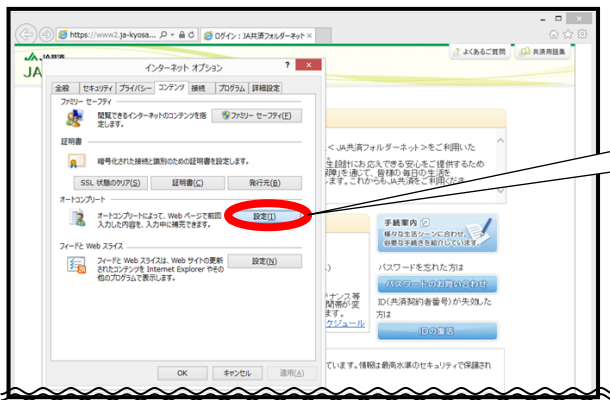 https://www2.ja-kyosa...
ログイン : JA共済フォルダーネット ×
JA共済
JA
? よくあるご質問
共済用語集
インターネット オプション
? ×
全般 セキュリティ プライバシー コンテンツ 接続 プログラム 詳細設定
ファミリー セーフティ
閲覧できるインターネットのコンテンツを指定します。
ファミリー セーフティ(F)
証明書
暗号化された接続と識別のための証明書を設定します。
SSL 状態のクリア(S) 証明書(C) 発行元(B)
オートコンプリート
オートコンプリートによって、Web ページで前回
入力した内容を、入力中に補完できます。
設定(I)
フィードと Web スライス
フィードと Web スライスは、Web サイトの更新
されたコンテンツを Internet Explorer やその
他のプログラムで表示します。
設定(N)
OK キャンセル 適用(A)
<JA共済フォルダーネット>をご利用いた
生設計にお応えできる安心をご提供するため
障」を通じて、皆様の毎日の生活を
ます。これからもJA共済をご利用くださ
手続案内
様々な生活シーンに合わせ、
必要な手続きを紹介しています。
パスワードを忘れた方は
パスワードのお問い合わせ
ID(共済契約者番号)が失効した
方は
IDの復活
テナンス等
間帯が変
ます。
ケジュール
ています。情報は最高水準のセキュリティで保護され